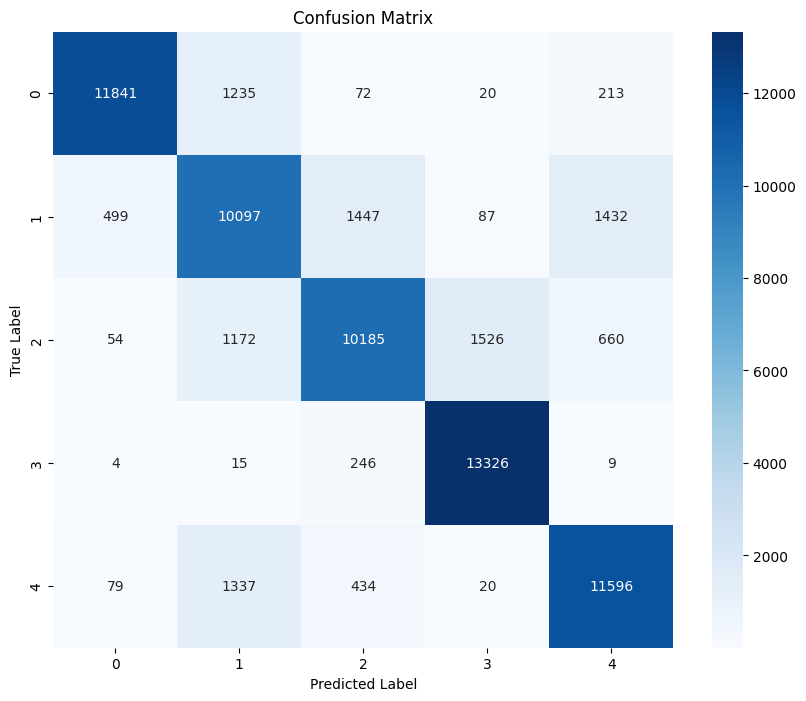 Confusion Matrix
0 11841 1235 72 20 213
1 499 10097 1447 87 1432
2 54 1172 10185 1526 660
3 4 15 246 13326 9
4 79 1337 434 20 11596
0 1 2 3 4
True Label
Predicted Label
12000
10000
8000
6000
4000
2000